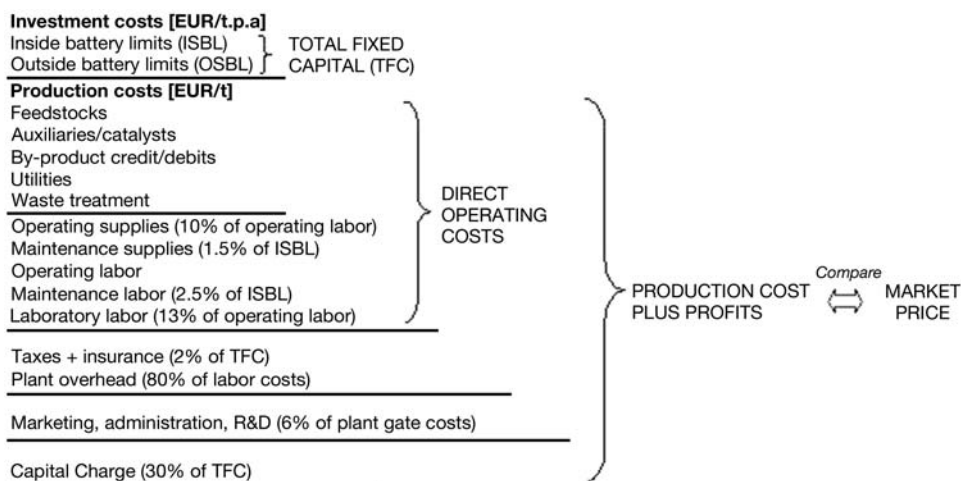 Investment costs [EUR/t.p.a]
Inside battery limits (ISBL)
Outside battery limits (OSBL)
TOTAL FIXED
CAPITAL (TFC)
Production costs [EUR/t]
Feedstocks
Auxiliaries/catalysts
By-product credit/debits
Utilities
Waste treatment
Operating supplies (10% of operating labor)
Maintenance supplies (1.5% of ISBL)
Operating labor
Maintenance labor (2.5% of ISBL)
Laboratory labor (13% of operating labor)
DIRECT
OPERATING
COSTS
Taxes + insurance (2% of TFC)
Plant overhead (80% of labor costs)
Marketing, administration, R&D (6% of plant gate costs)
Capital Charge (30% of TFC)
PRODUCTION COST
PLUS PROFITS
Compare
MARKET
PRICE